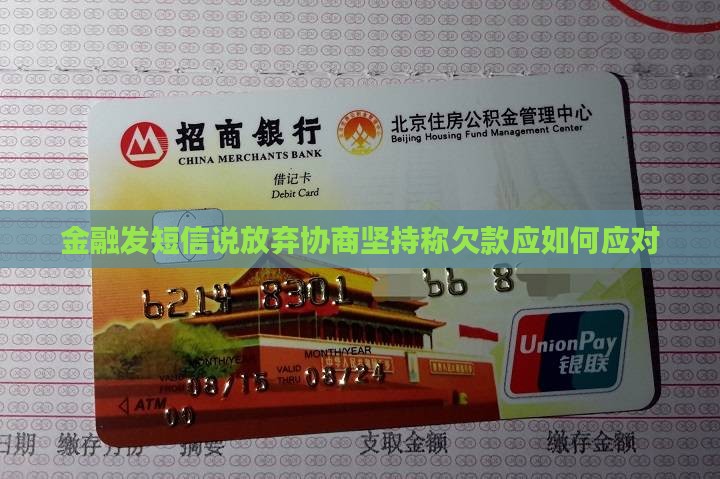 招商銀行
CHINA MERCHANTS BANK
北京住房公积金管理中心
Beijing Housing Fund Management Center
借记卡
Debit Card
金融发短信说放弃协商坚持称欠款应如何应对
6214 8301 66 8
MONTH/YEAR MONTH/YEAR
VALID FROM 08/15 VALID THRU 08/24
ATM
00
UnionPay
银联
日期 缴存月份 摘要 支取金额 缴存金额